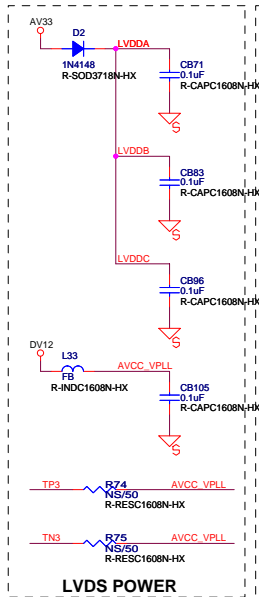 AV33
D2
1N4148
R-SOD3718N-HX
LVDDA
CB71
0.1uF
R-CAPC1608N-HX
S
LVDDB
CB83
0.1uF
R-CAPC1608N-HX
S
LVDDC
CB96
0.1uF
R-CAPC1608N-HX
S
DV12
L33
FB
R-INDC1608N-HX
AVCC_VPLL
CB105
0.1uF
R-CAPC1608N-HX
S
TP3
R74
NS/50
R-RESC1608N-HX
AVCC_VPLL
TN3
R75
NS/50
R-RESC1608N-HX
AVCC_VPLL
LVDS POWER